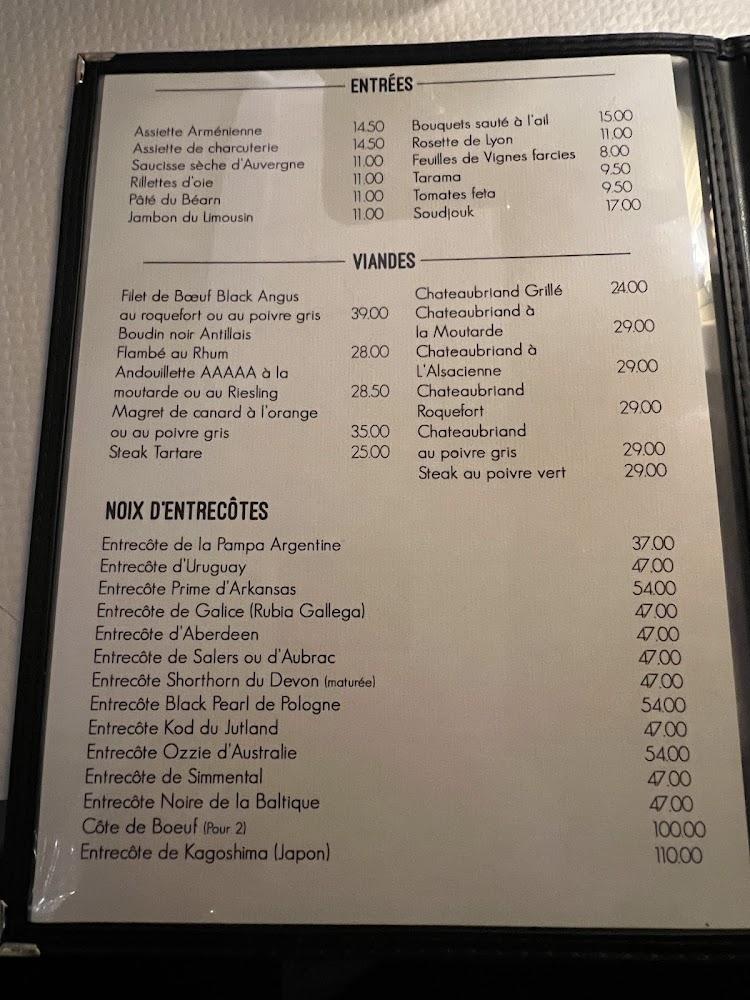 ENTRÉES
Assiette Arménienne 14.50
Assiette de charcuterie 14.50
Saucisse sèche d'Auvergne 11.00
Rillettes d'oie 11.00
Pâté du Béarn 11.00
Jambon du Limousin 11.00
Bouquets sauté à l'ail 15.00
Rosette de Lyon 11.00
Feuilles de Vignes farcies 8.00
Tarama 9.50
Tomates feta 9.50
Soudjouk 17.00
VIANDES
Filet de Bœuf Black Angus
au roquefort ou au poivre gris 39.00
Boudin noir Antillais
Flambé au Rhum 28.00
Andouillette AAAAA à la
moutarde ou au Riesling 28.50
Magret de canard à l'orange
ou au poivre gris 35.00
Steak Tartare 25.00
Chateaubriand Grillé 24.00
Chateaubriand à
la Moutarde 29.00
Chateaubriand à
L'Alsacienne 29.00
Chateaubriand
Roquefort 29.00
Chateaubriand
au poivre gris 29.00
Steak au poivre vert 29.00
NOIX D'ENTRECÔTES
Entrecôte de la Pampa Argentine 37.00
Entrecôte d'Uruguay 47.00
Entrecôte Prime d'Arkansas 54.00
Entrecôte de Galice (Rubia Gallega) 47.00
Entrecôte d'Aberdeen 47.00
Entrecôte de Salers ou d'Aubrac 47.00
Entrecôte Shorthorn du Devon (maturée) 47.00
Entrecôte Black Pearl de Pologne 54.00
Entrecôte Kod du Jutland 47.00
Entrecôte Ozzie d'Australie 54.00
Entrecôte de Simmental 47.00
Entrecôte Noire de la Baltique 47.00
Côte de Boeuf (Pour 2) 100.00
Entrecôte de Kagoshima (Japon) 110.00